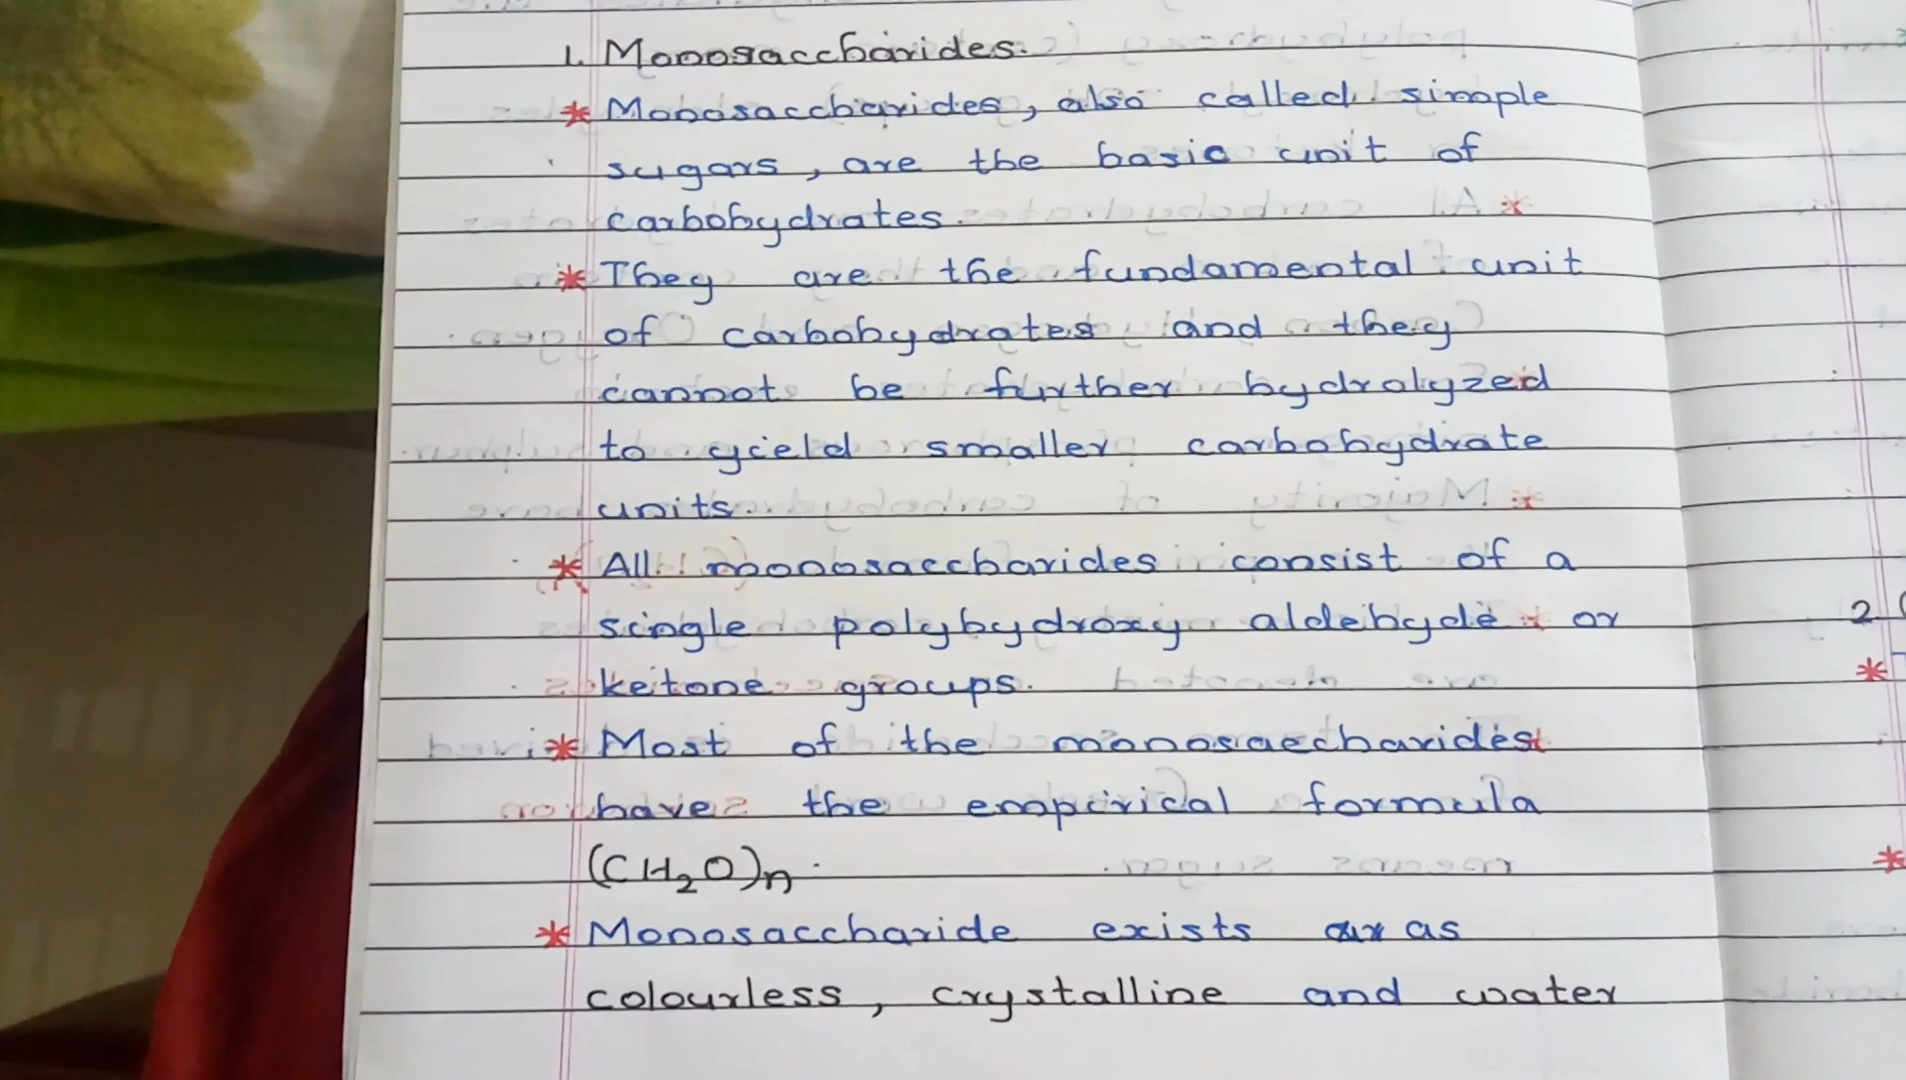 1. Monosaccharides.
* Monosaccharides, also called simple
sugars, are the basic unit of
carbohydrates.
* They are the fundamental unit
of carbohydrates and they
cannot be further hydrolyzed
to yield smaller carbohydrate
units.
* All monosaccharides consist of a
single polyhydroxy aldehyde or
ketone groups.
* Most of the monosaccharides
have the empirical formula
(CH₂O)n.
* Monosaccharide exists as
colourless, crystalline and water
2
*
*